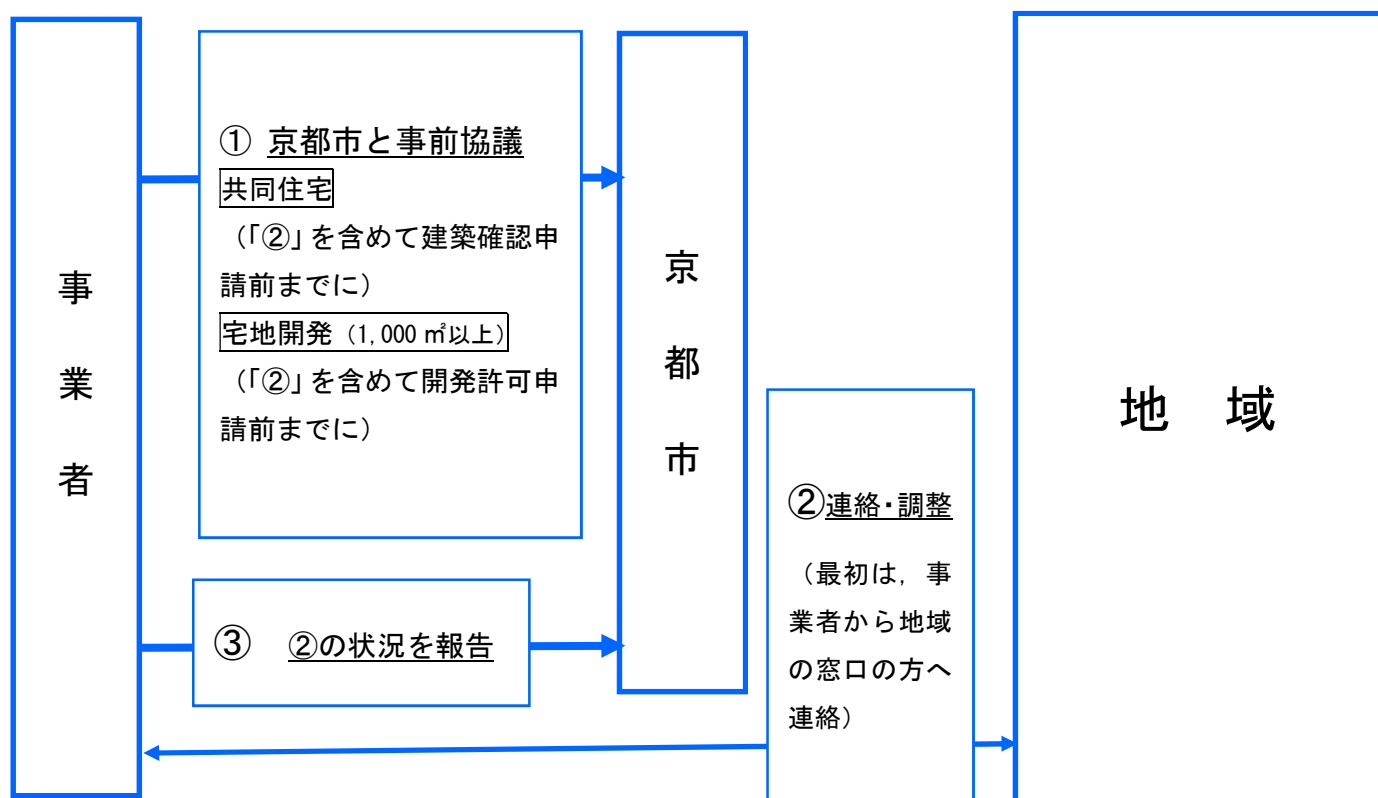 事業者
① 京都市と事前協議
共同住宅
（「②」を含めて建築確認申
請前までに）
宅地開発（1,000 ㎡以上）
（「②」を含めて開発許可申
請前までに）
③ ②の状況を報告
京都市
②連絡・調整
（最初は，事
業者から地域
の窓口の方へ
連絡）
地 域